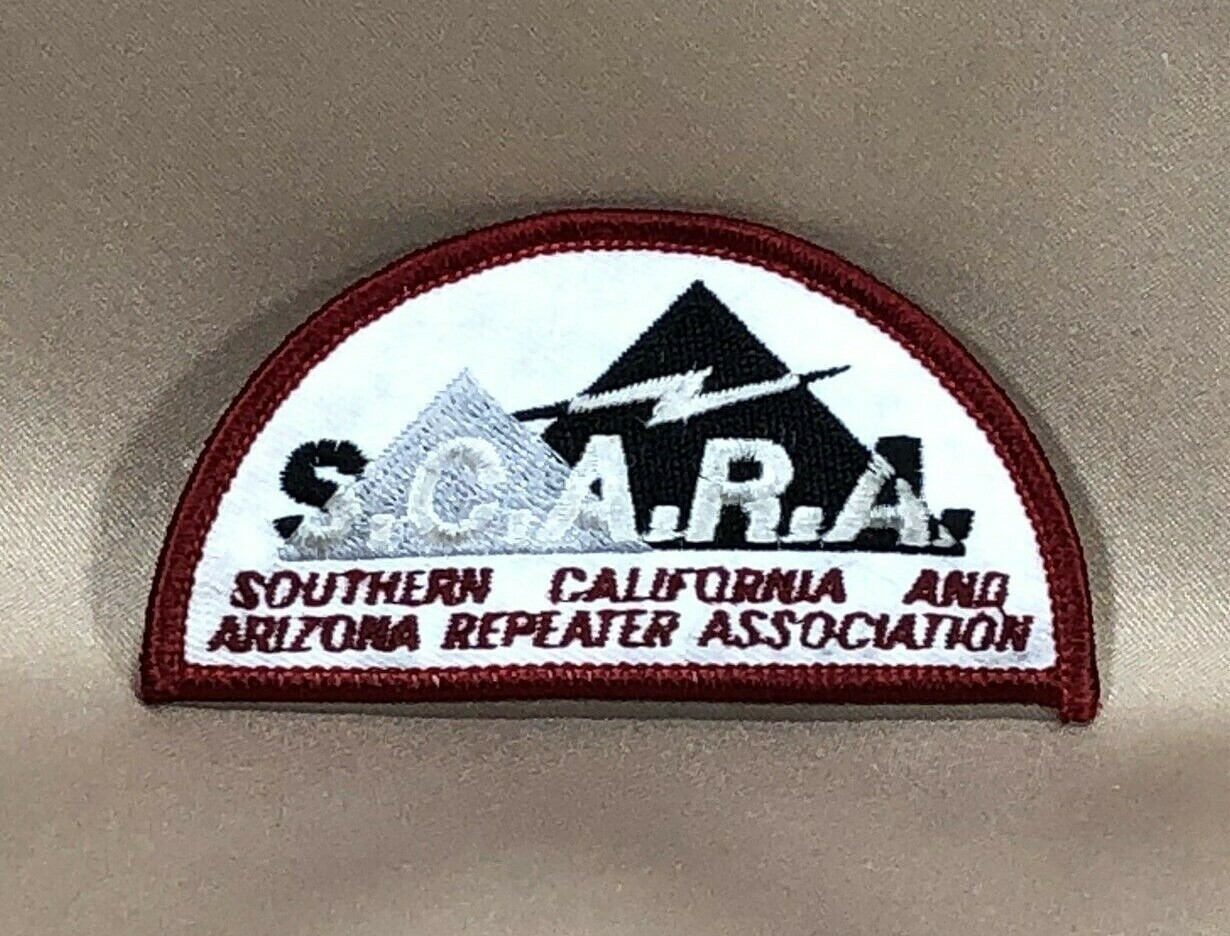 S.C.A.R.A.
SOUTHERN CALIFORNIA AND
ARIZONA REPEATER ASSOCIATION